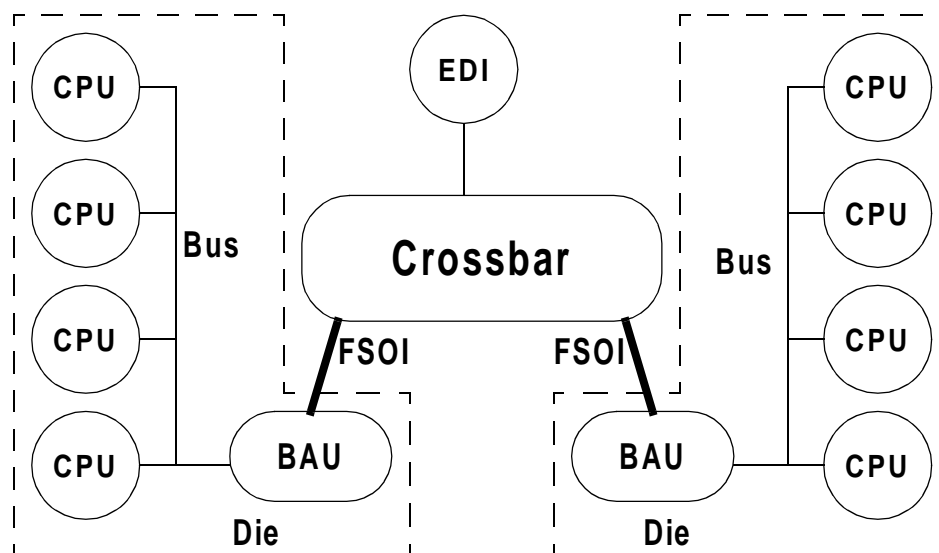 CPU
EDI
CPU
CPU
CPU
Bus
Crossbar
Bus
CPU
FSOI
FSOI
CPU
CPU
BAU
BAU
CPU
Die
Die